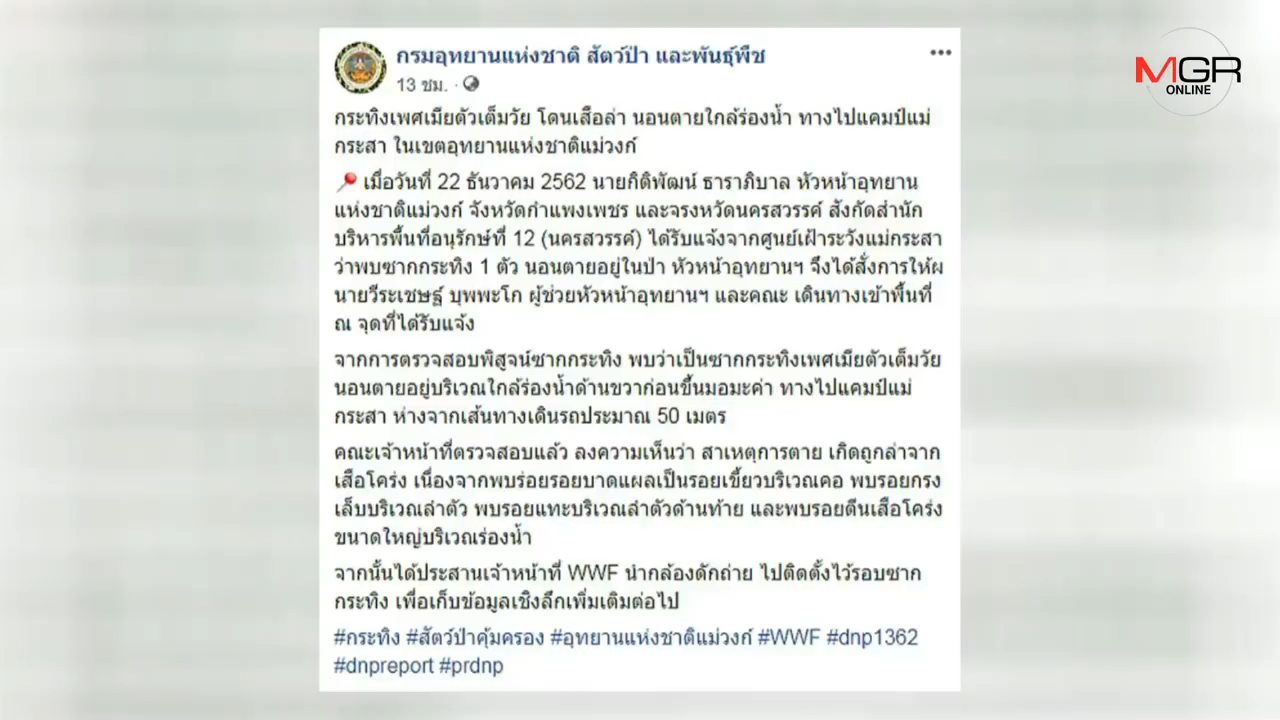 กรมอุทยานแห่งชาติ สัตว์ป่า และพันธุ์พืช
13 ชม. ·
MGR
ONLINE
กระทิงเพศเมียตัวเต็มวัย โดนเสือล่า นอนตายใกล้ร่องน้ำ ทางไปแคมป์แม่
กระสา ในเขตอุทยานแห่งชาติแม่วงก์
เมื่อวันที่ 22 ธันวาคม 2562 นายกิติพัฒน์ ธาราภิบาล หัวหน้าอุทยาน
แห่งชาติแม่วงก์ จังหวัดกำแพงเพชร และจรงหวัดนครสวรรค์ สังกัดสำนัก
บริหารพื้นที่อนุรักษ์ที่ 12 (นครสวรรค์) ได้รับแจ้งจากศูนย์เฝ้าระวังแม่กระสา
ว่าพบซากกระทิง 1 ตัว นอนตายอยู่ในป่า หัวหน้าอุทยานฯ จึงได้สั่งการให้ผ
นายวีระเชษฐ์ บุพพะโก ผู้ช่วยหัวหน้าอุทยานฯ และคณะ เดินทางเข้าพื้นที่
ณ จุดที่ได้รับแจ้ง
จากการตรวจสอบพิสูจน์ซากกระทิง พบว่าเป็นซากกระทิงเพศเมียตัวเต็มวัย
นอนตายอยู่บริเวณใกล้ร่องน้ำด้านขวาก่อนขึ้นมอมะค่า ทางไปแคมป์แม่
กระสา ห่างจากเส้นทางเดินรถประมาณ 50 เมตร
คณะเจ้าหน้าที่ตรวจสอบแล้ว ลงความเห็นว่า สาเหตุการตาย เกิดถูกล่าจาก
เสือโคร่ง เนื่องจากพบร่อยรอยบาดแผลเป็นรอยเขี้ยวบริเวณคอ พบรอยกรง
เล็บบริเวณลำตัว พบรอยแทะบริเวณลำตัวด้านท้าย และพบรอยตีนเสือโคร่ง
ขนาดใหญ่บริเวณร่องน้ำ
จากนั้นได้ประสานเจ้าหน้าที่ WWF นำกล้องดักถ่าย ไปติดตั้งไว้รอบซาก
กระทิง เพื่อเก็บข้อมูลเชิงลึกเพิ่มเติมต่อไป
#กระทิง #สัตว์ป่าคุ้มครอง #อุทยานแห่งชาติแม่วงก์ #WWF #dnp1362
#dnpreport #prdnp